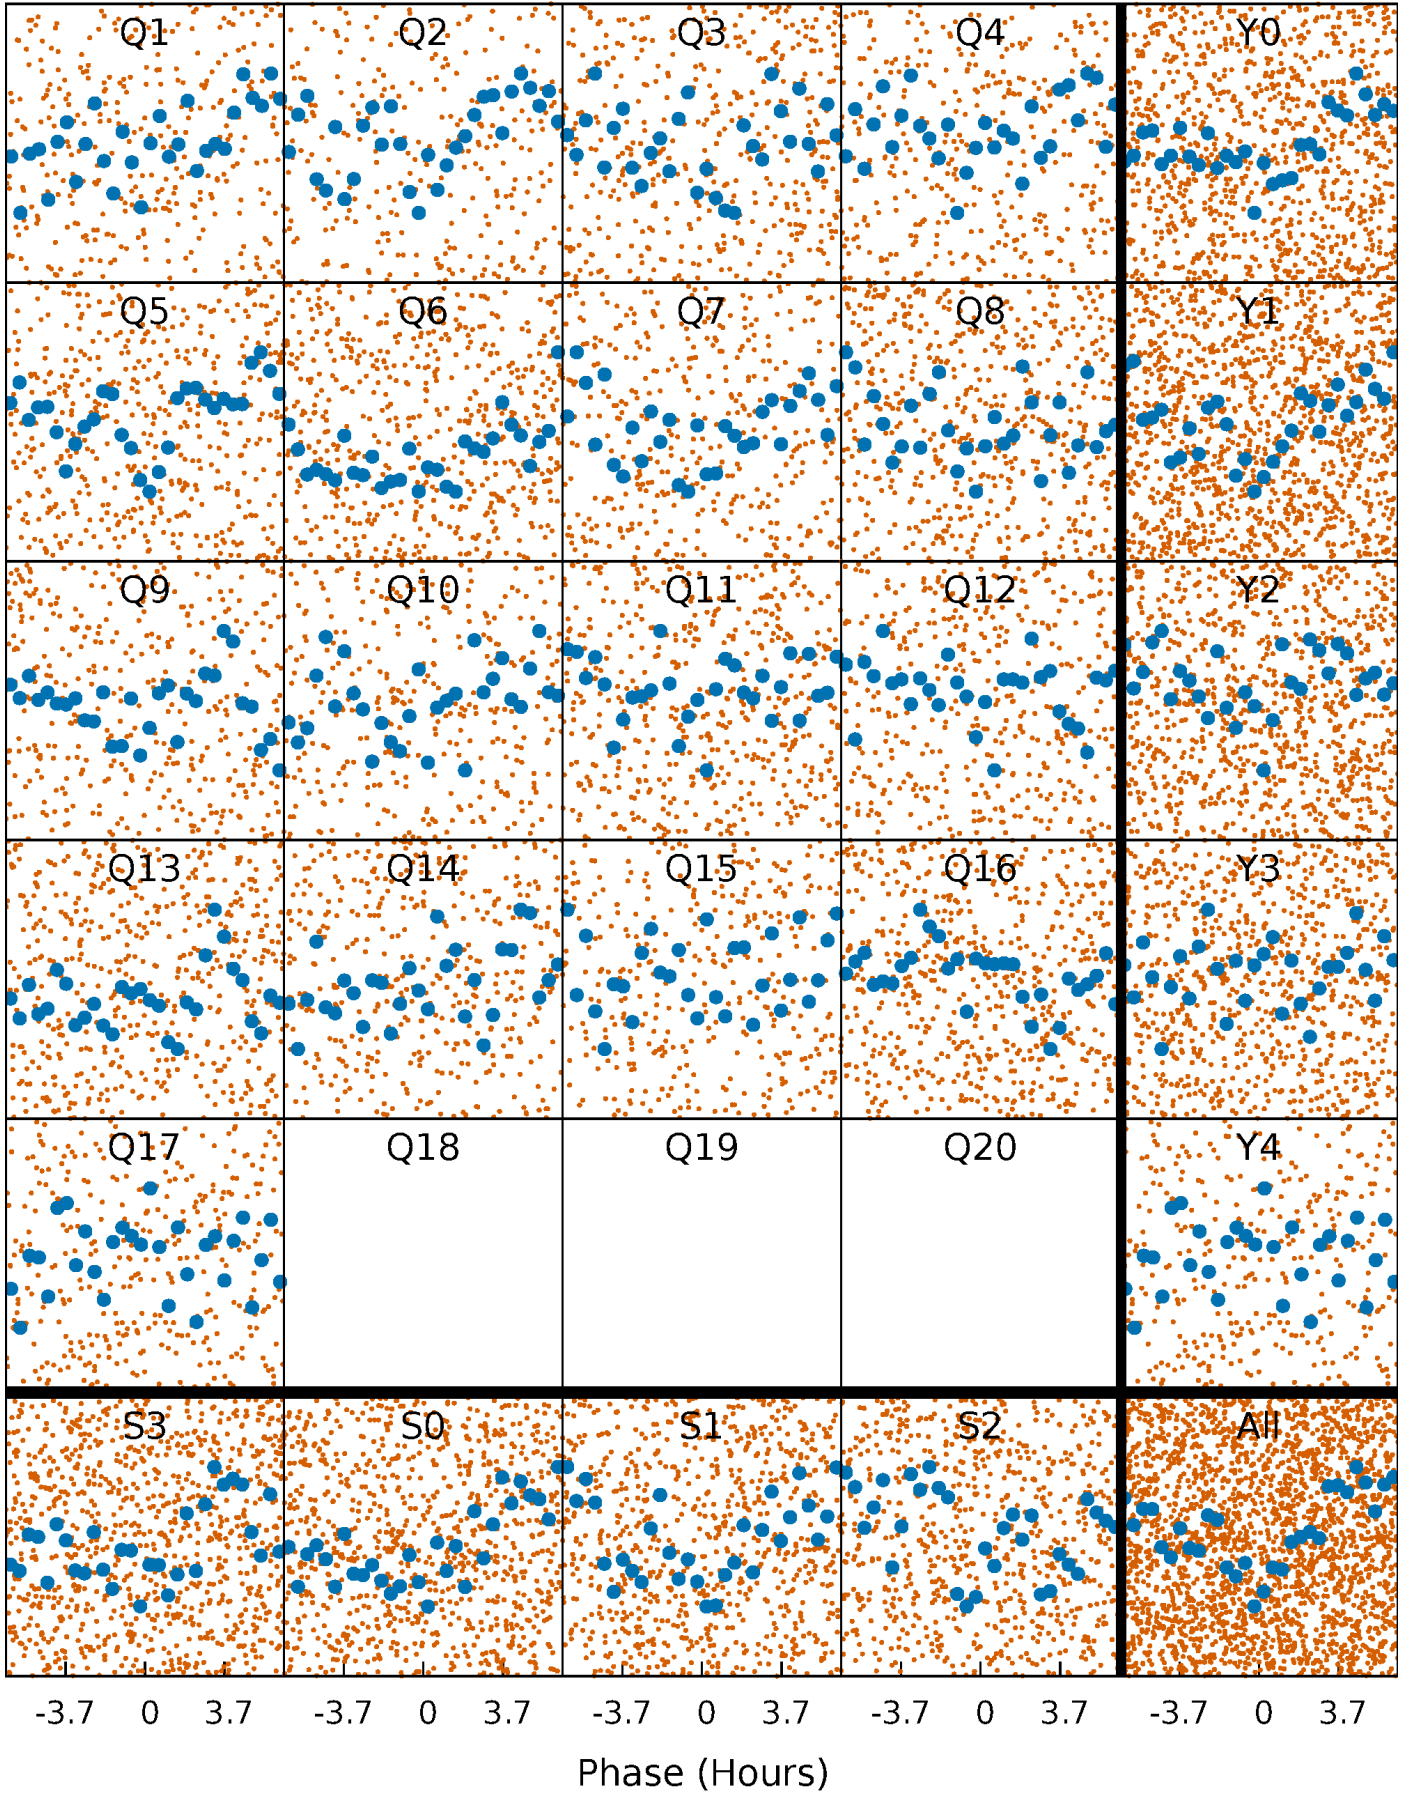 Q1 Q2 Q3 Q4 Y0
Q5 Q6 Q7 Q8 Y1
Q9 Q10 Q11 Q12 Y2
Q13 Q14 Q15 Q16 Y3
Q17 Q18 Q19 Q20 Y4
S3 S0 S1 S2 All
-3.7 0 3.7 -3.7 0 3.7 -3.7 0 3.7 -3.7 0 3.7 -3.7 0 3.7
Phase (Hours)